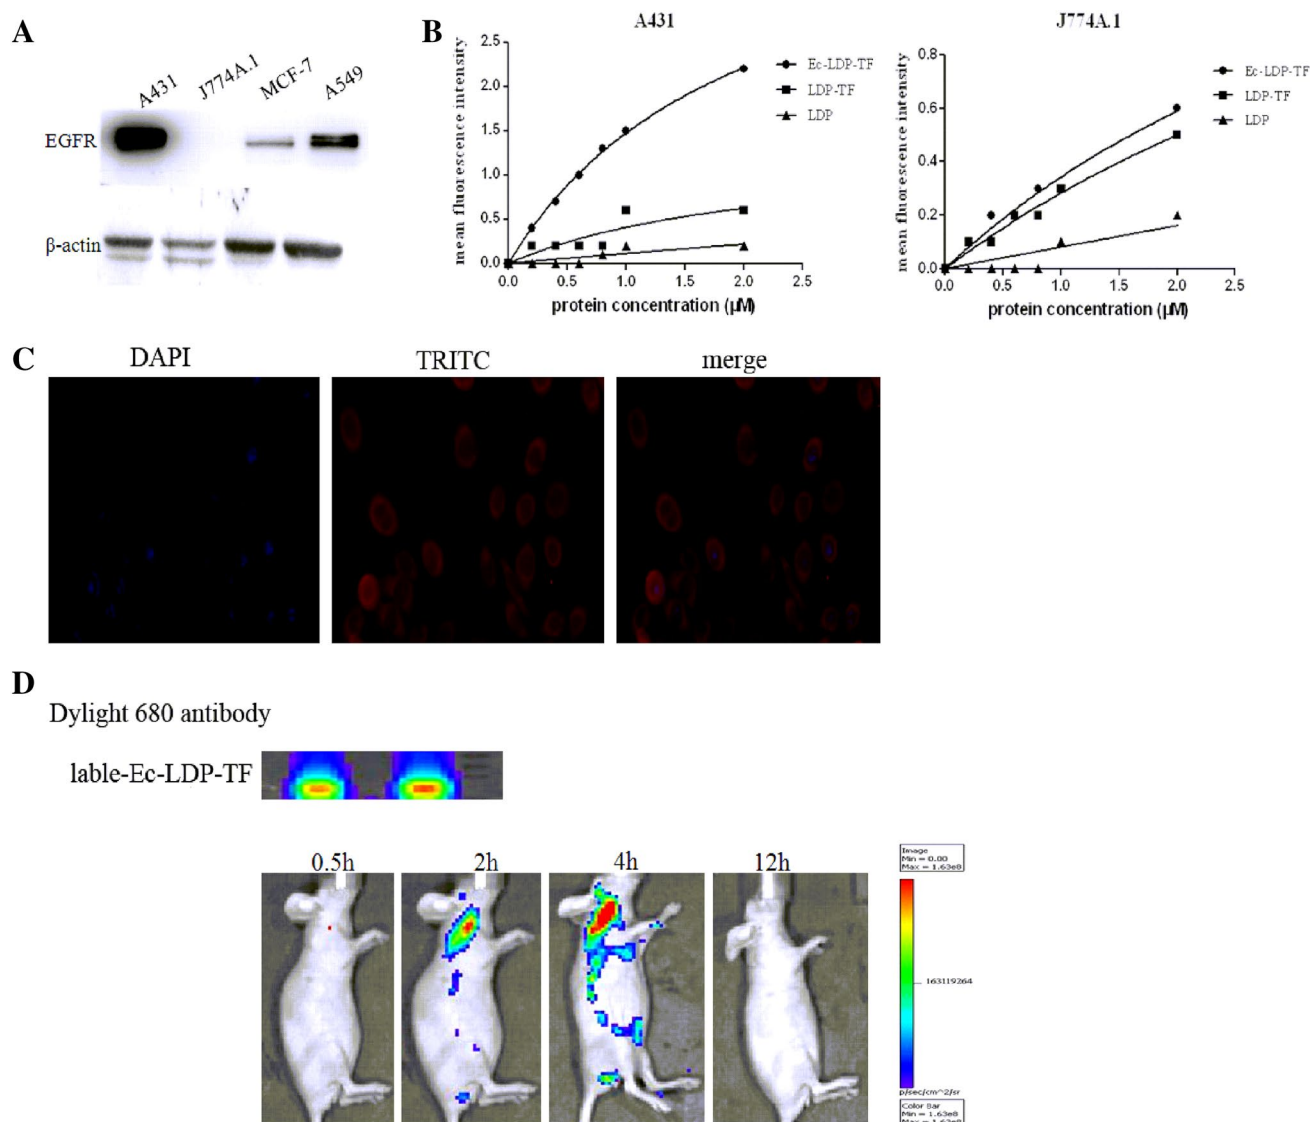 A
B
A431 J774A.1 MCF-7 A549
EGFR
β-actin
A431
mean fluorescence intensity
2.5
2.0
1.5
1.0
0.5
0.0
0.0 0.5 1.0 1.5 2.0 2.5
protein concentration (μM)
Ec-LDP-TF
LDP-TF
LDP
J774A.1
mean fluorescence intensity
0.8
0.6
0.4
0.2
0.0
0.0 0.5 1.0 1.5 2.0 2.5
protein concentration (μM)
Ec-LDP-TF
LDP-TF
LDP
C
DAPI TRITC merge
D
Dylight 680 antibody
lable-Ec-LDP-TF
0.5h 2h 4h 12h
Image
Min = 0.00
Max = 1.63e8
163119264
p/sec/cm^2/sr
Color Bar
Min = 1.63e8
Max = 1.63e8